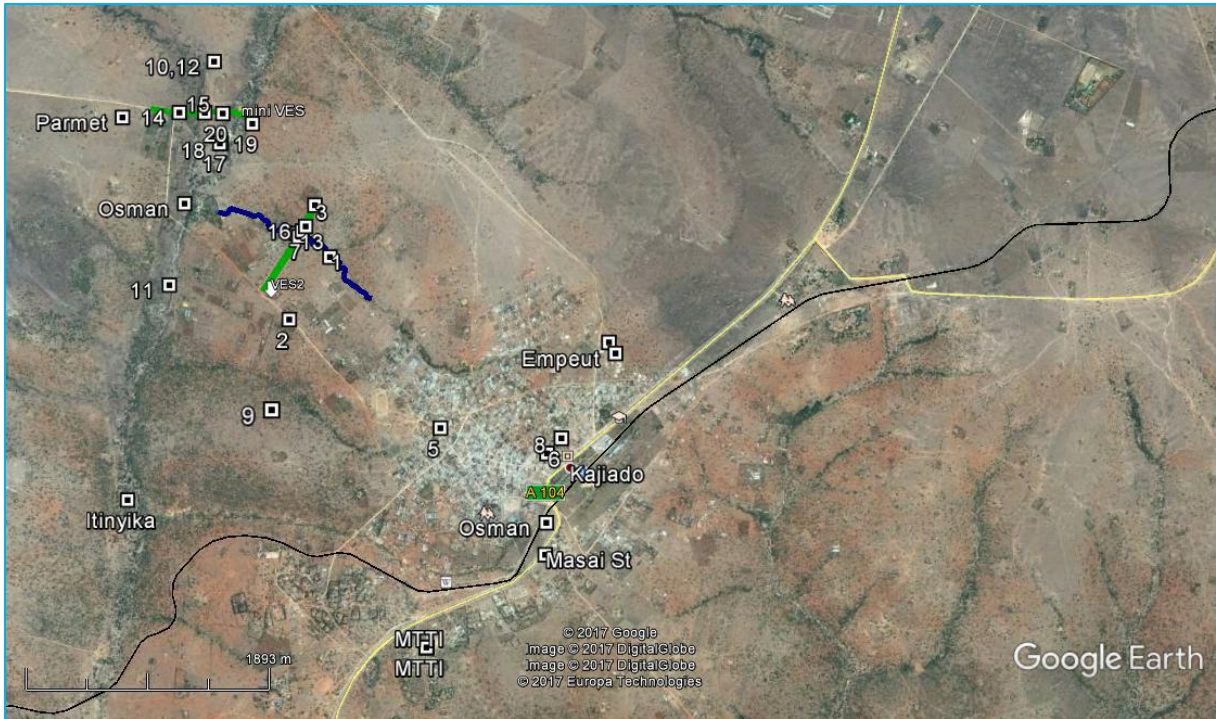 10,12
mini VES
Parmet
14
15
20
19
18
17
Osman
3
16
13
7
1
VES2
11
2
Empeut
9
5
8
6
Kajiado
A 104
Itinyika
Osman
Masai St
MTTI
MTTI
1893 m
© 2017 Google
Image © 2017 DigitalGlobe
Image © 2017 DigitalGlobe
© 2017 Europa Technologies
Google Earth